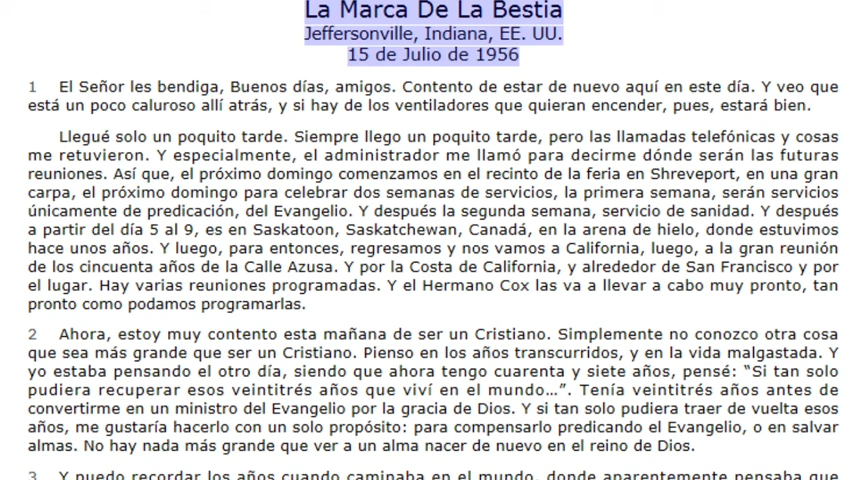 La Marca De La Bestia
Jeffersonville, Indiana, EE. UU.
15 de Julio de 1956
1 El Señor les bendiga, Buenos días, amigos. Contento de estar de nuevo aquí en este día. Y veo que
está un poco caluroso allí atrás, y si hay de los ventiladores que quieran encender, pues, estará bien.
Llegué solo un poquito tarde. Siempre llego un poquito tarde, pero las llamadas telefónicas y cosas
me retuvieron. Y especialmente, el administrador me llamó para decirme dónde serán las futuras
reuniones. Así que, el próximo domingo comenzamos en el recinto de la feria en Shreveport, en una gran
carpa, el próximo domingo para celebrar dos semanas de servicios, la primera semana, serán servicios
únicamente de predicación, del Evangelio. Y después la segunda semana, servicio de sanidad. Y después
a partir del día 5 al 9, es en Saskatoon, Saskatchewan, Canadá, en la arena de hielo, donde estuvimos
hace unos años. Y luego, para entonces, regresamos y nos vamos a California, luego, a la gran reunión
de los cincuenta años de la Calle Azusa. Y por la Costa de California, y alrededor de San Francisco y por
el lugar. Hay varias reuniones programadas. Y el Hermano Cox las va a llevar a cabo muy pronto, tan
pronto como podamos programarlas.
2 Ahora, estoy muy contento esta mañana de ser un Cristiano. Simplemente no conozco otra cosa
que sea más grande que ser un Cristiano. Pienso en los años transcurridos, y en la vida malgastada. Y
yo estaba pensando el otro día, siendo que ahora tengo cuarenta y siete años, pensé: “Si tan solo
pudiera recuperar esos veintitrés años que viví en el mundo…”. Tenía veintitrés años antes de
convertirme en un ministro del Evangelio por la gracia de Dios. Y si tan solo pudiera traer de vuelta esos
años, me gustaría hacerlo con un solo propósito: para compensarlo predicando el Evangelio, o en salvar
almas. No hay nada más grande que ver a un alma nacer de nuevo en el reino de Dios.
3 Y puedo recordar los años cuando caminaba en el mundo, donde aparentemente pensaba que